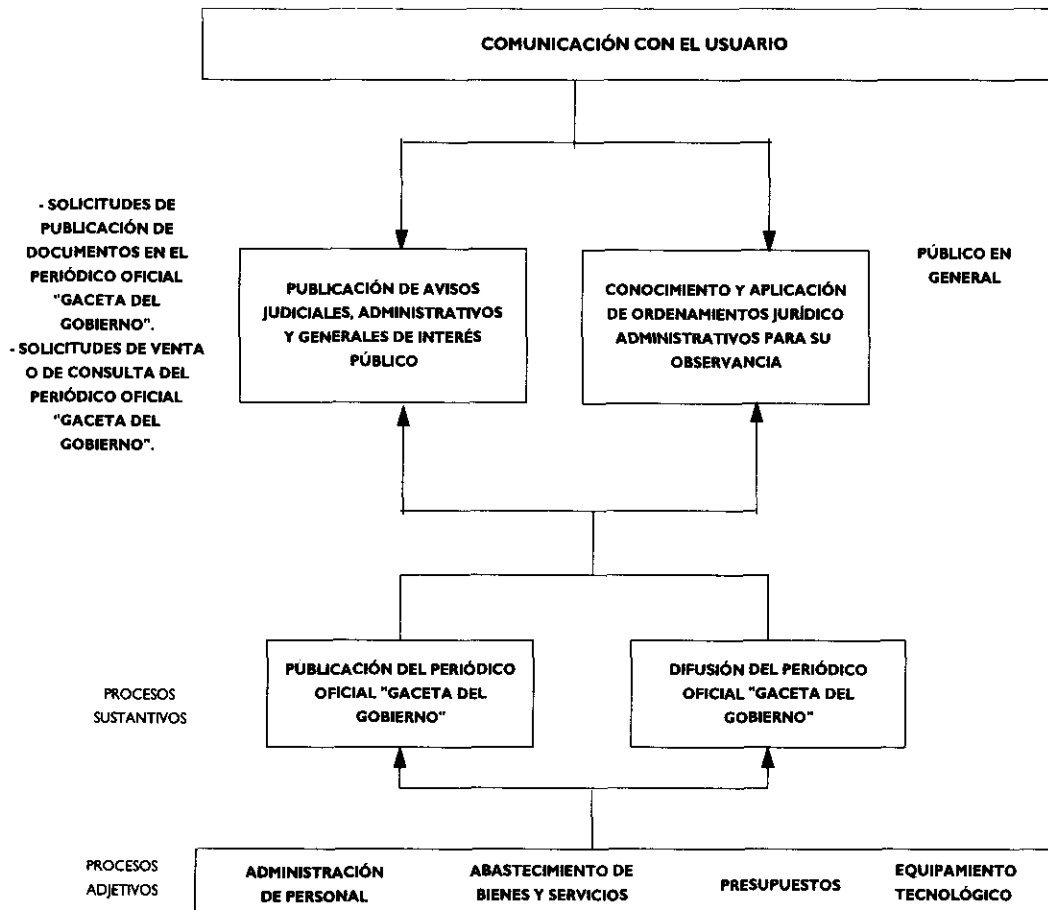 COMUNICACIÓN CON EL USUARIO
- SOLICITUDES DE
PUBLICACIÓN DE
DOCUMENTOS EN EL
PERIÓDICO OFICIAL
"GACETA DEL
GOBIERNO".
- SOLICITUDES DE VENTA
O DE CONSULTA DEL
PERIÓDICO OFICIAL
"GACETA DEL
GOBIERNO".
PUBLICACIÓN DE AVISOS
JUDICIALES, ADMINISTRATIVOS
Y GENERALES DE INTERÉS
PÚBLICO
CONOCIMIENTO Y APLICACIÓN
DE ORDENAMIENTOS JURÍDICO
ADMINISTRATIVOS PARA SU
OBSERVANCIA
PÚBLICO EN
GENERAL
PROCESOS
SUSTANTIVOS
PUBLICACIÓN DEL PERIÓDICO
OFICIAL "GACETA DEL
GOBIERNO"
DIFUSIÓN DEL PERIÓDICO
OFICIAL "GACETA DEL
GOBIERNO"
PROCESOS
ADJETIVOS
ADMINISTRACIÓN
DE PERSONAL
ABASTECIMIENTO DE
BIENES Y SERVICIOS
PRESUPUESTOS
EQUIPAMIENTO
TECNOLÓGICO